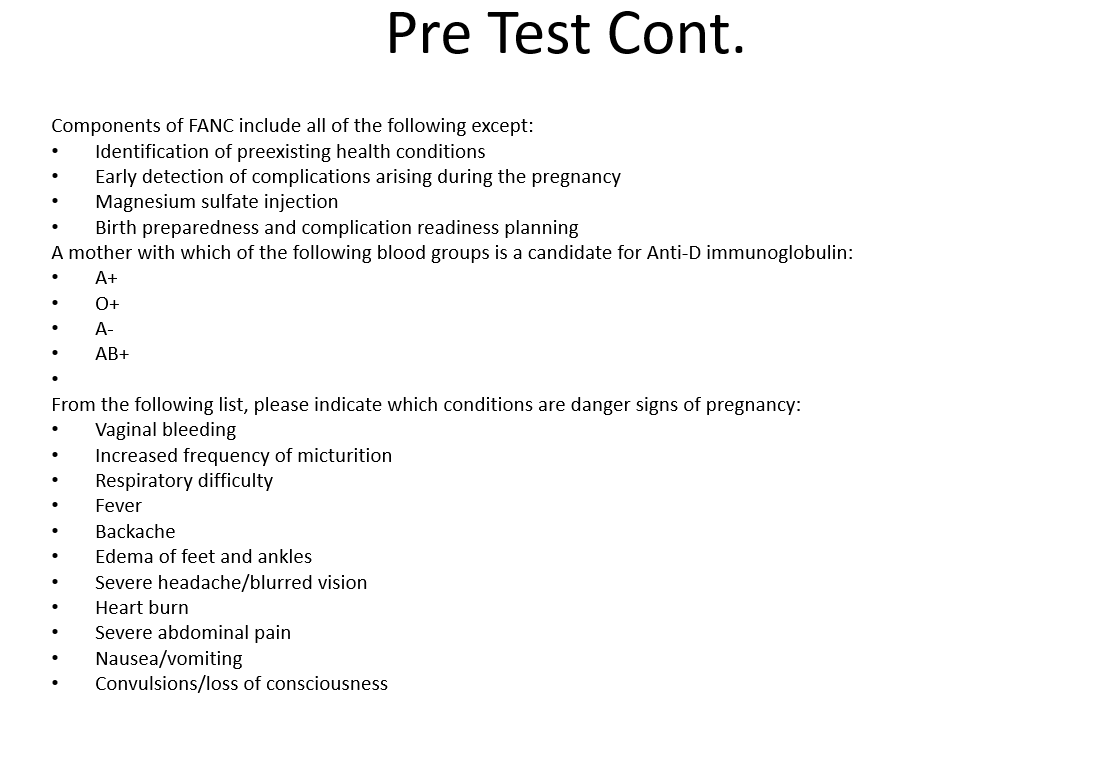 Pre Test Cont.
Components of FANC include all of the following except:
• Identification of preexisting health conditions
• Early detection of complications arising during the pregnancy
• Magnesium sulfate injection
• Birth preparedness and complication readiness planning
A mother with which of the following blood groups is a candidate for Anti-D immunoglobulin:
• A+
• O+
• A-
• AB+
•
From the following list, please indicate which conditions are danger signs of pregnancy:
• Vaginal bleeding
• Increased frequency of micturition
• Respiratory difficulty
• Fever
• Backache
• Edema of feet and ankles
• Severe headache/blurred vision
• Heart burn
• Severe abdominal pain
• Nausea/vomiting
• Convulsions/loss of consciousness